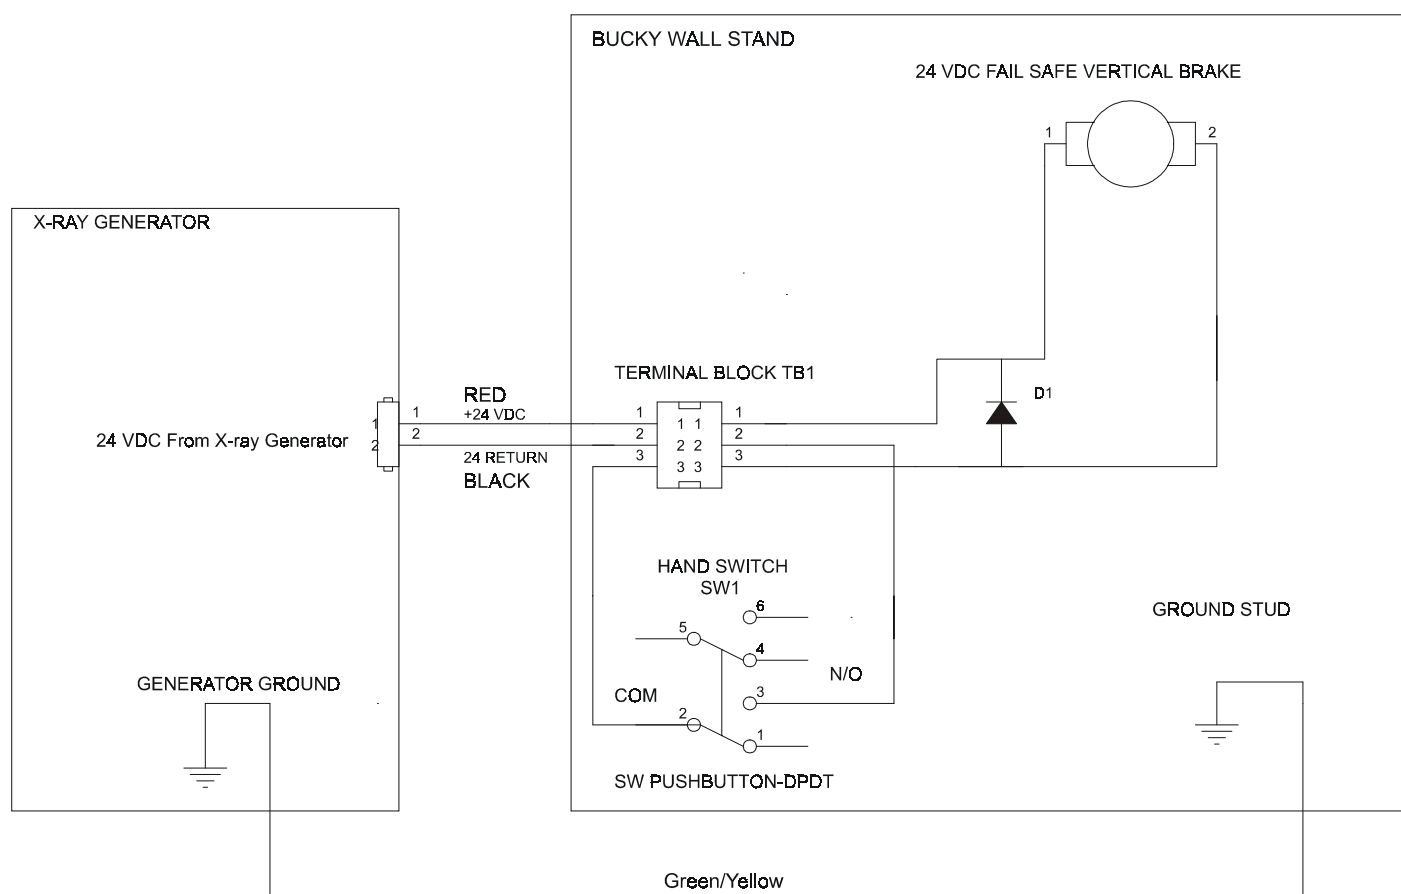 BUCKY WALL STAND
24 VDC FAIL SAFE VERTICAL BRAKE
1
2
X-RAY GENERATOR
TERMINAL BLOCK TB1
D1
RED
+24 VDC
1
1
1
1 1
1
24 VDC From X-ray Generator
2
2
2
2 2
2
24 RETURN
3
3 3
3
BLACK
HAND SWITCH
SW1
6
5
4
N/O
COM
3
2
1
SW PUSHBUTTON-DPDT
GROUND STUD
GENERATOR GROUND
Green/Yellow